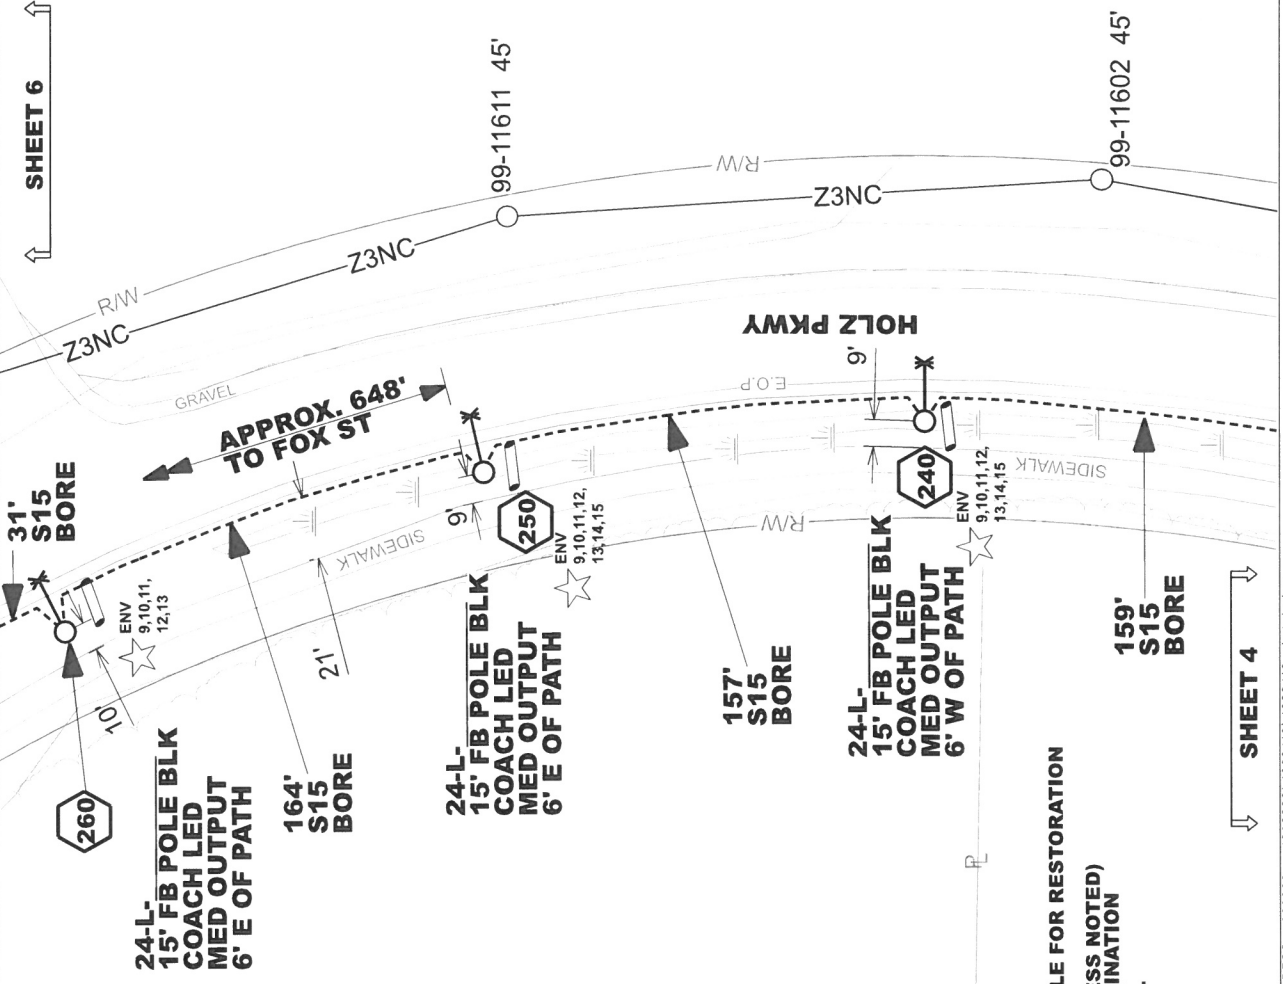 SHEET 6
99-11611 45'
99-11602 45'
R/W
Z3NC
Z3NC
R/W
Z3NC
GRAVEL
HOLZ PKWY
9'
E.O.P
APPROX. 648'
TO FOX ST
31'
S15
BORE
9'
SIDEWALK
SIDEWALK
R/W
250
240
260
ENV
9,10,11,
12,13
ENV
9,10,11,12,
13,14,15
ENV
9,10,11,12,
13,14,15
21'
10'
24-L-
15' FB POLE BLK
COACH LED
MED OUTPUT
6' E OF PATH
164'
S15
BORE
24-L-
15' FB POLE BLK
COACH LED
MED OUTPUT
6' E OF PATH
157'
S15
BORE
24-L-
15' FB POLE BLK
COACH LED
MED OUTPUT
6' W OF PATH
159'
S15
BORE
SHEET 4
PL
LE FOR RESTORATION
SS NOTED)
INATION